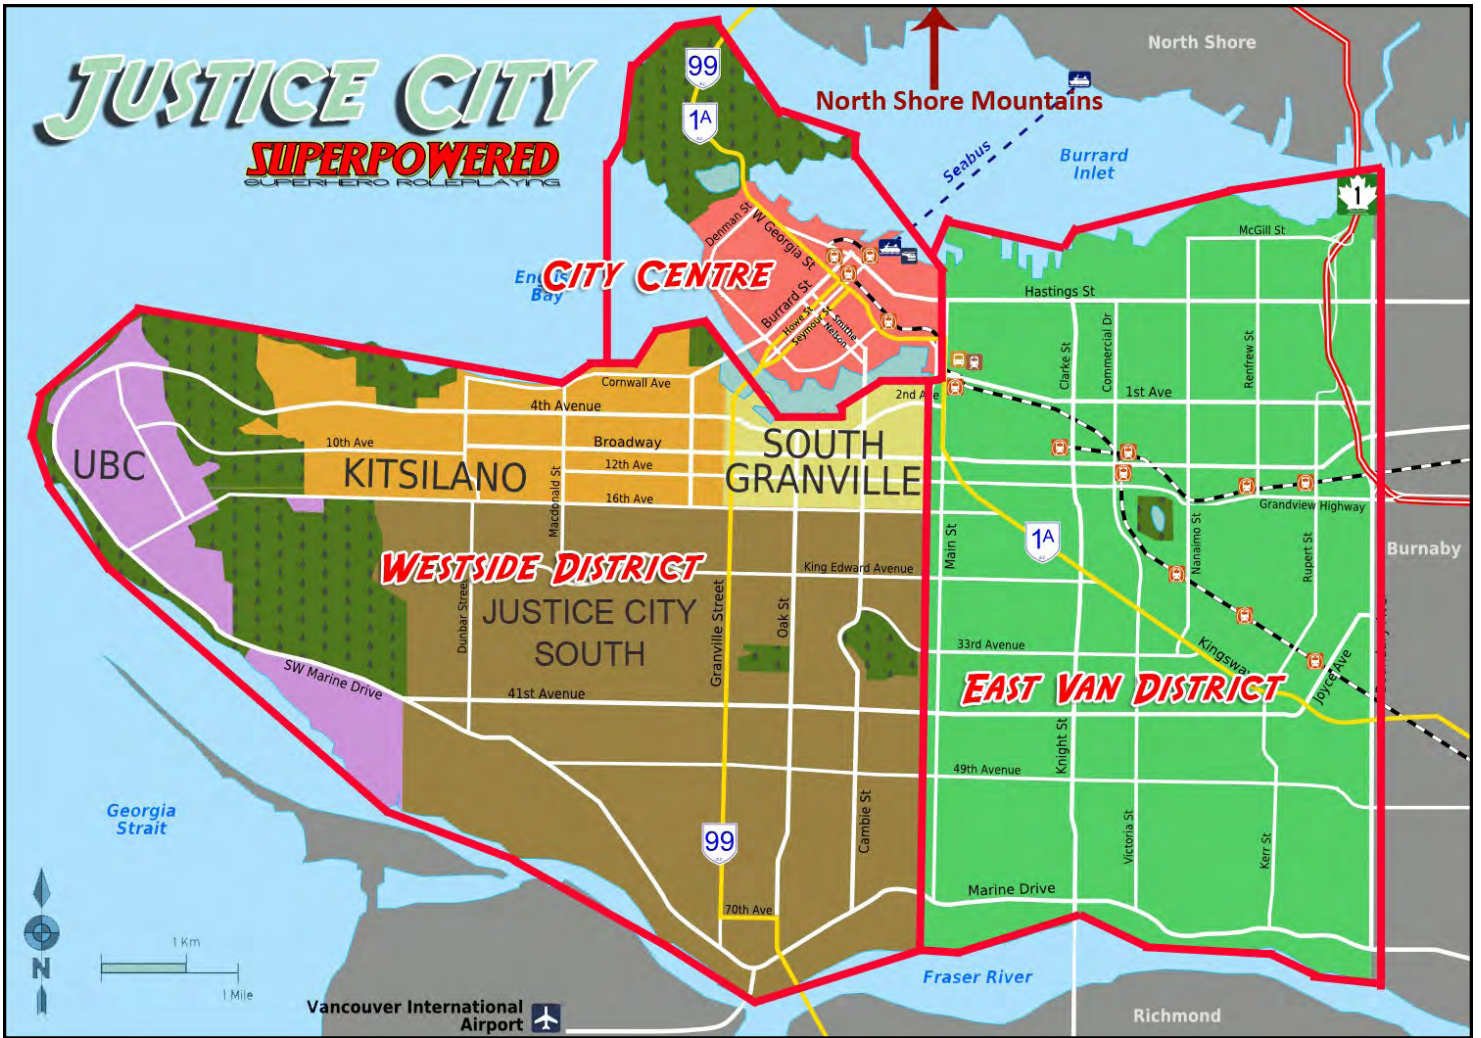 JUSTICE CITY
SUPERPOWERED
SUPERHERO ROLEPLAYING
99
1A
North Shore
North Shore Mountains
Seabus
Burrard
Inlet
1
McGill St
Denman St
W Georgia St
CITY CENTRE
Bay
Burrard St
Howe St
Seymour St
Smithe
Nelson
Hastings St
Clarke St
Commercial Dr
Renfrew St
1st Ave
Cornwall Ave
4th Avenue
2nd Ave
10th Ave
Broadway
12th Ave
16th Ave
UBC
KITSILANO
SOUTH
GRANVILLE
Macdonald St
Grandview Highway
Main St
1A
Nanaimo St
Rupert St
Burnaby
WESTSIDE DISTRICT
King Edward Avenue
Dunbar Street
JUSTICE CITY
SOUTH
Granville Street
Oak St
33rd Avenue
Kingsway
Joyce Ave
SW Marine Drive
41st Avenue
EAST VAN DISTRICT
Knight St
49th Avenue
Georgia
Strait
99
Cambie St
Victoria St
Kerr St
Marine Drive
70th Ave
N
1 Km
1 Mile
Fraser River
Vancouver International
Airport
Richmond